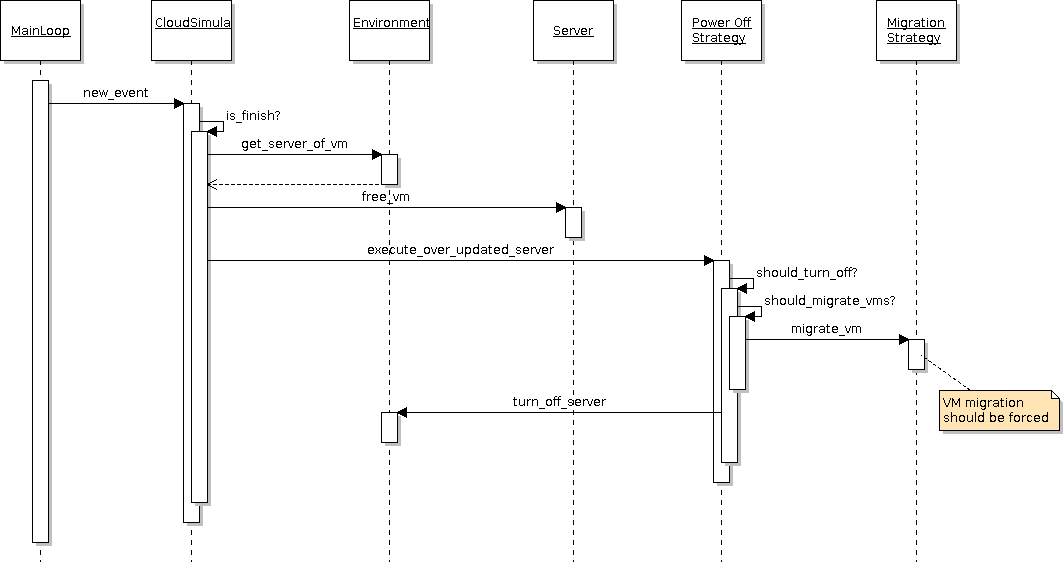 MainLoop
CloudSimula
Environment
Server
Power Off
Strategy
Migration
Strategy
new_event
is_finish?
get_server_of_vm
free_vm
execute_over_updated_server
should_turn_off?
should_migrate_vms?
migrate_vm
VM migration
should be forced
turn_off_server